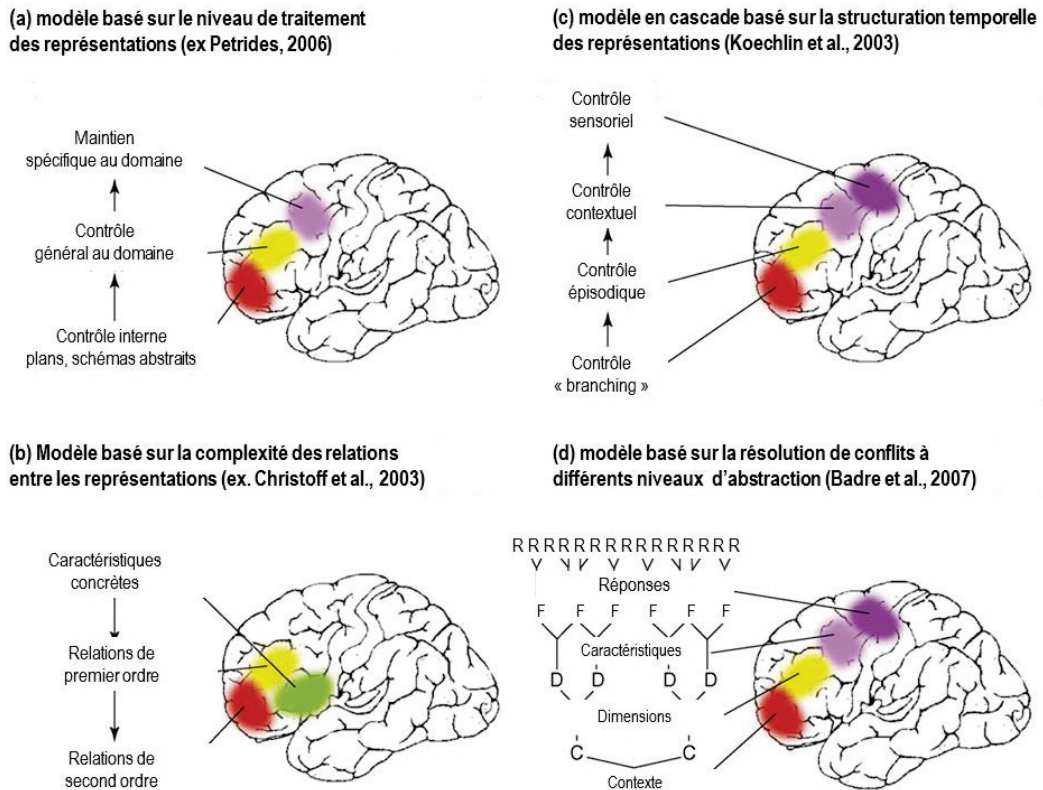 (a) modèle basé sur le niveau de traitement
des représentations (ex Petrides, 2006)
Maintien
spécifique au domaine
Contrôle
général au domaine
Contrôle interne
plans, schémas abstraits
(c) modèle en cascade basé sur la structuration temporelle
des représentations (Koechlin et al., 2003)
Contrôle
sensoriel
Contrôle
contextuel
Contrôle
épisodique
Contrôle
« branching »
(b) Modèle basé sur la complexité des relations
entre les représentations (ex. Christoff et al., 2003)
Caractéristiques
concrètes
Relations de
premier ordre
Relations de
second ordre
(d) modèle basé sur la résolution de conflits à
différents niveaux d'abstraction (Badre et al., 2007)
R R R R R R R R R R R R R R
Réponses
F F F F F F
Caractéristiques
D D D D
Dimensions
C C
Contexte